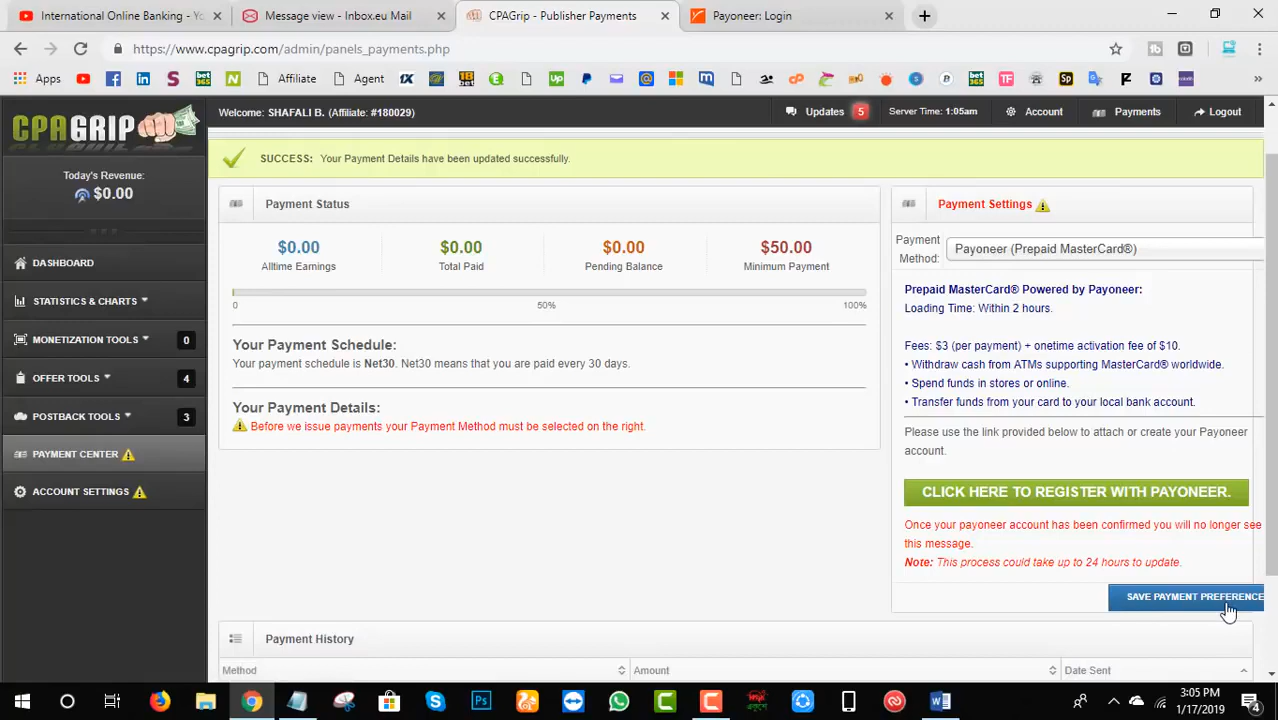 International Online Banking - Yo
Message view - Inbox.eu Mail
CPAGrip - Publisher Payments
Payoneer: Login
https://www.cpagrip.com/admin/panels_payments.php
Apps
Affiliate
Agent
CPAGRIP
Welcome: SHAFALI B. (Affiliate: #180029)
Updates 5
Server Time: 1:05am
Account
Payments
Logout
Today's Revenue:
$0.00
SUCCESS: Your Payment Details have been updated successfully.
DASHBOARD
STATISTICS & CHARTS
MONETIZATION TOOLS 0
OFFER TOOLS 4
POSTBACK TOOLS 3
PAYMENT CENTER
ACCOUNT SETTINGS
Payment Status
$0.00 $0.00 $0.00 $50.00
Alltime Earnings Total Paid Pending Balance Minimum Payment
0 50% 100%
Your Payment Schedule:
Your payment schedule is Net30. Net30 means that you are paid every 30 days.
Your Payment Details:
Before we issue payments your Payment Method must be selected on the right.
Payment Settings
Payment
Method:
Payoneer (Prepaid MasterCard®)
Prepaid MasterCard® Powered by Payoneer:
Loading Time: Within 2 hours.
Fees: $3 (per payment) + onetime activation fee of $10.
• Withdraw cash from ATMs supporting MasterCard® worldwide.
• Spend funds in stores or online.
• Transfer funds from your card to your local bank account.
Please use the link provided below to attach or create your Payoneer
account.
CLICK HERE TO REGISTER WITH PAYONEER.
Once your payoneer account has been confirmed you will no longer see
this message.
Note: This process could take up to 24 hours to update.
SAVE PAYMENT PREFERENCE
Payment History
Method Amount Date Sent
3:05 PM
1/17/2019